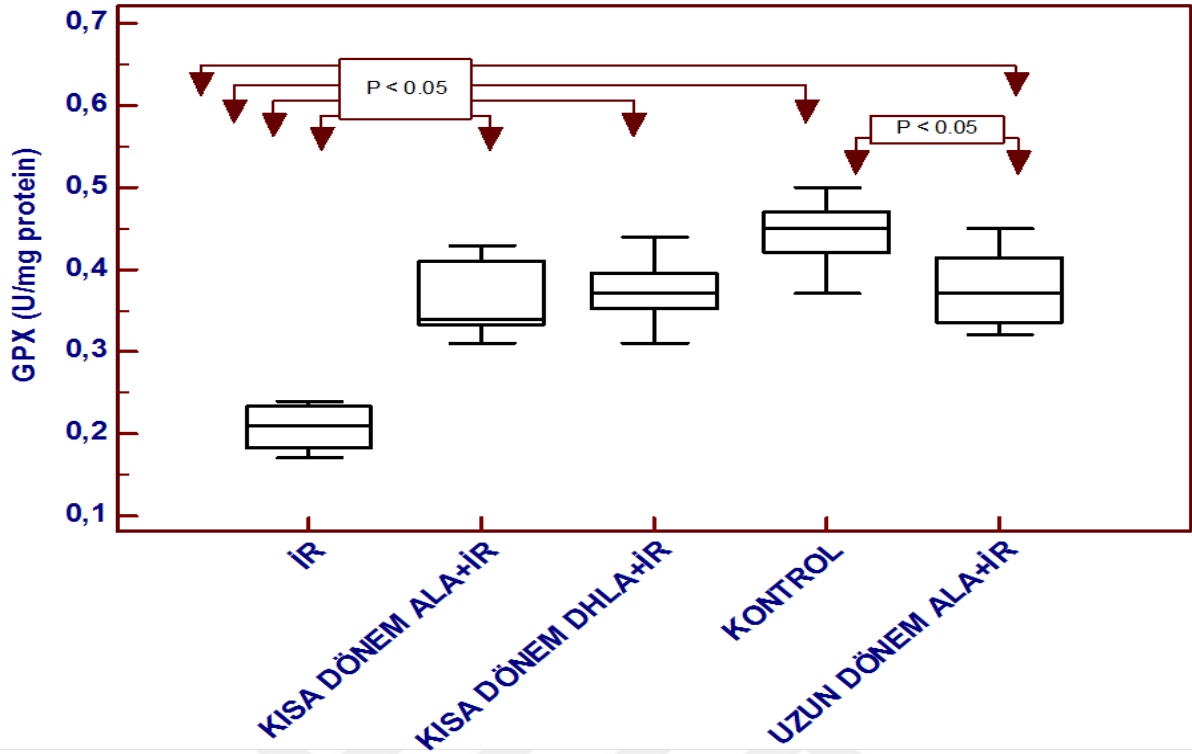 0,7
0,6
0,5
0,4
0,3
0,2
0,1
GPX (U/mg protein)
P < 0.05
P < 0.05
İR
KISA DÖNEM ALA+İR
KISA DÖNEM DHLA+İR
KONTROL
UZUN DÖNEM ALA+İR